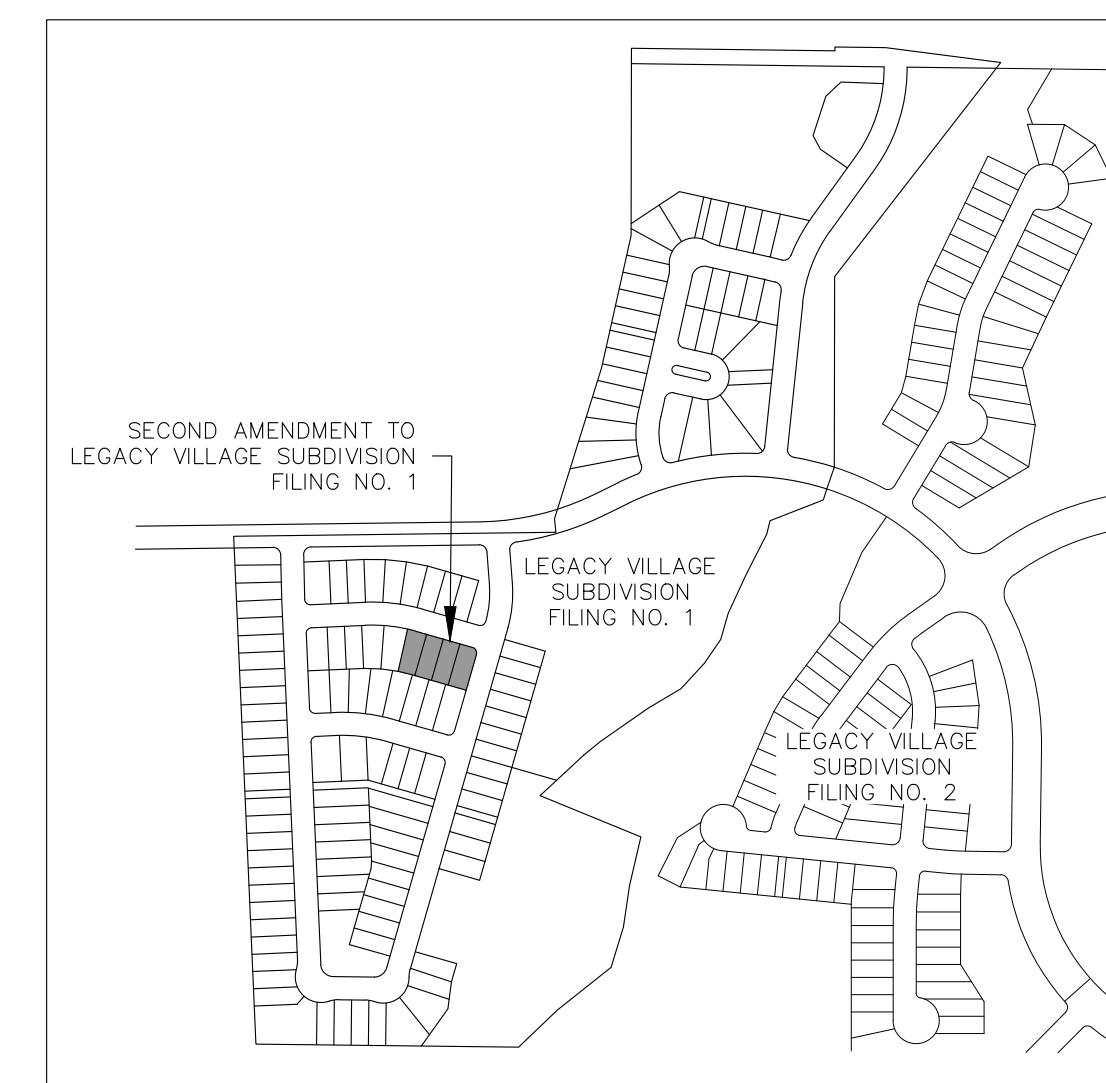 SECOND AMENDMENT TO
LEGACY VILLAGE SUBDIVISION
FILING NO. 1
LEGACY VILLAGE
SUBDIVISION
FILING NO. 1
LEGACY VILLAGE
SUBDIVISION
FILING NO. 2